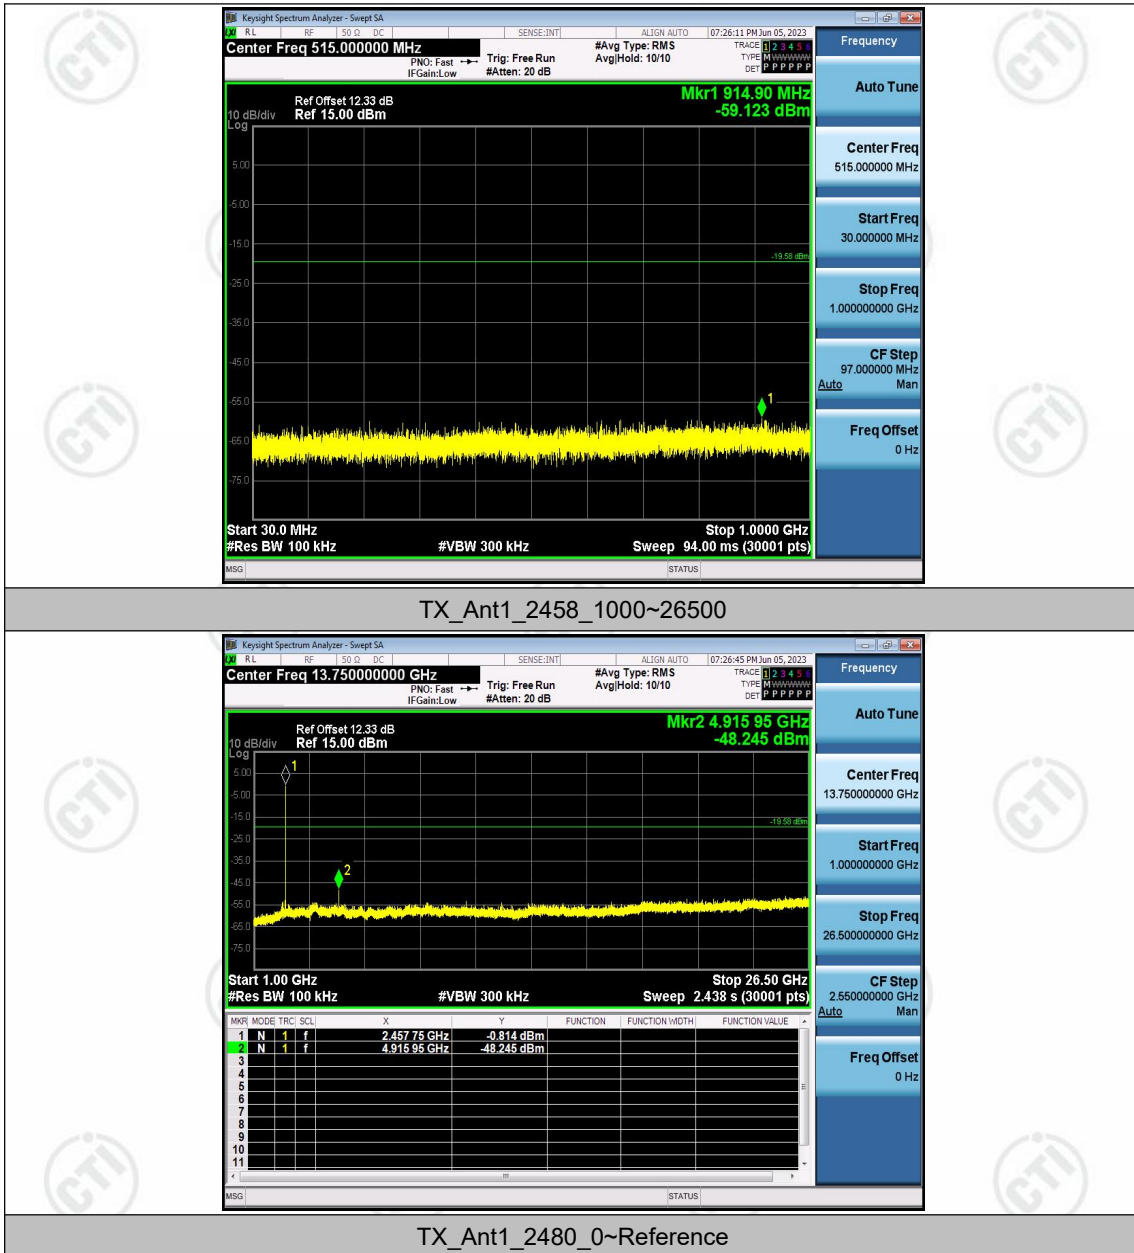 Keysight Spectrum Analyzer - Swept SA
LXI RL RF 50 Ω DC SENSE:INT ALIGN AUTO 07:26:11 PM Jun 05, 2023
Center Freq 515.000000 MHz
PNO: Fast
IFGain:Low
Trig: Free Run
#Atten: 20 dB
#Avg Type: RMS
Avg|Hold: 10/10
TRACE 1 2 3 4 5 6
TYPE M WWWWW
DET P P P P P P
Mkr1 914.90 MHz
-59.123 dBm
Ref Offset 12.33 dB
10 dB/div Ref 15.00 dBm
Log
5.00
-5.00
-15.0
-19.58 dBm
-25.0
-35.0
-45.0
-55.0
1
-65.0
-75.0
Start 30.0 MHz Stop 1.0000 GHz
#Res BW 100 kHz #VBW 300 kHz Sweep 94.00 ms (30001 pts)
MSG STATUS
Frequency
Auto Tune
Center Freq
515.000000 MHz
Start Freq
30.000000 MHz
Stop Freq
1.000000000 GHz
CF Step
97.000000 MHz
Auto Man
Freq Offset
0 Hz
TX_Ant1_2458_1000~26500
Keysight Spectrum Analyzer - Swept SA
LXI RL RF 50 Ω DC SENSE:INT ALIGN AUTO 07:26:45 PM Jun 05, 2023
Center Freq 13.750000000 GHz
PNO: Fast
IFGain:Low
Trig: Free Run
#Atten: 20 dB
#Avg Type: RMS
Avg|Hold: 10/10
TRACE 1 2 3 4 5 6
TYPE M WWWWW
DET P P P P P P
Mkr2 4.915 95 GHz
-48.245 dBm
Ref Offset 12.33 dB
10 dB/div Ref 15.00 dBm
Log
1
5.00
-5.00
-15.0
-19.58 dBm
-25.0
-35.0
2
-45.0
-55.0
-65.0
-75.0
Start 1.00 GHz Stop 26.50 GHz
#Res BW 100 kHz #VBW 300 kHz Sweep 2.438 s (30001 pts)
MKR MODE TRC SCL X Y FUNCTION FUNCTION WIDTH FUNCTION VALUE
1 N 1 f 2.457 75 GHz -0.814 dBm
2 N 1 f 4.915 95 GHz -48.245 dBm
3
4
5
6
7
8
9
10
11
MSG STATUS
Frequency
Auto Tune
Center Freq
13.750000000 GHz
Start Freq
1.000000000 GHz
Stop Freq
26.500000000 GHz
CF Step
2.550000000 GHz
Auto Man
Freq Offset
0 Hz
TX_Ant1_2480_0~Reference
CTI
CTI
CTI
CTI
CTI
CTI
CTI
CTI